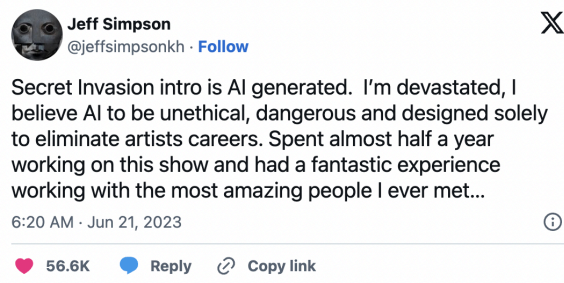 Jeff Simpson
@jeffsimpsonkh · Follow
Secret Invasion intro is AI generated.  I’m devastated, I
believe AI to be unethical, dangerous and designed solely
to eliminate artists careers. Spent almost half a year
working on this show and had a fantastic experience
working with the most amazing people I ever met...
6:20 AM · Jun 21, 2023
56.6K Reply Copy link